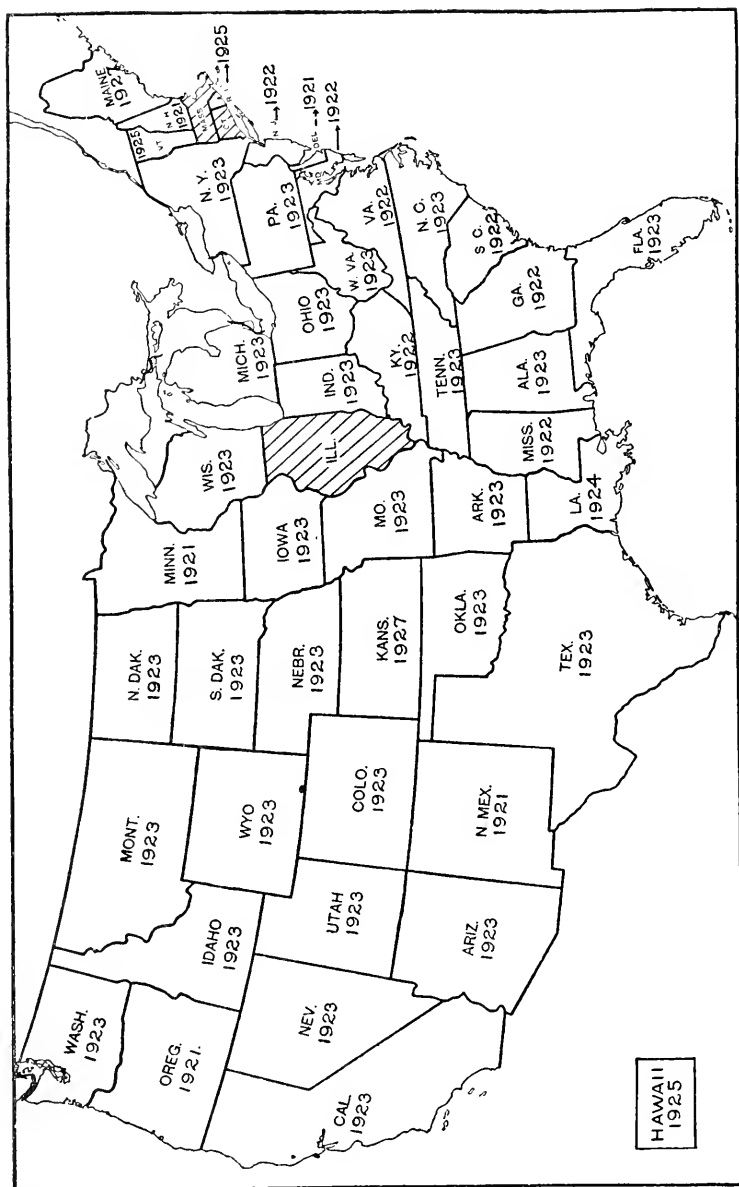 WASH.
1923
OREG.
1921.
CAL
1923
NEV.
1923
IDAHO
1923
MONT.
1923
WYO
1923
UTAH
1923
ARIZ.
1923
COLO.
1923
N MEX.
1921
N. DAK.
1923
S. DAK.
1923
NEBR.
1923
KANS.
1927
OKLA.
1923
TEX.
1923
MINN.
1921
IOWA
1923
MO.
1923
ARK.
1923
LA.
1924
WIS.
1923
ILL.
MISS.
1922
MICH.
1923
IND.
1923
OHIO
1923
KY.
1922
TENN.
1923
ALA.
1923
GA.
1922
FLA.
1923
S C.
1922
N. C.
1923
VA.
1922
W. VA.
1923
PA.
1923
N. Y.
1923
1925
VT
N H
1921
MAINE
1927
MASS
→1925
N J→1922
DEL→1921
→1922
HAWAII
1925